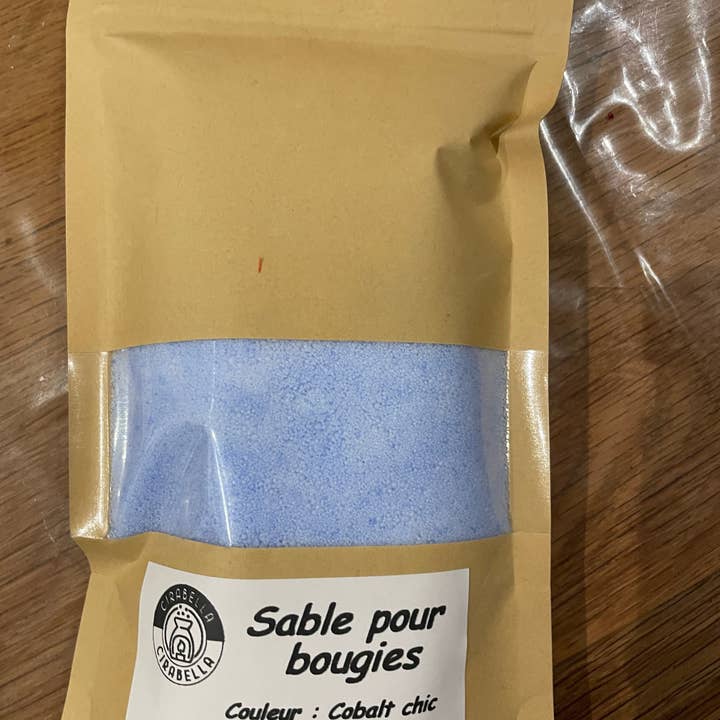 CIRABELLA
CIRABELLA
Sable pour
bougies
Couleur : Cobalt chic